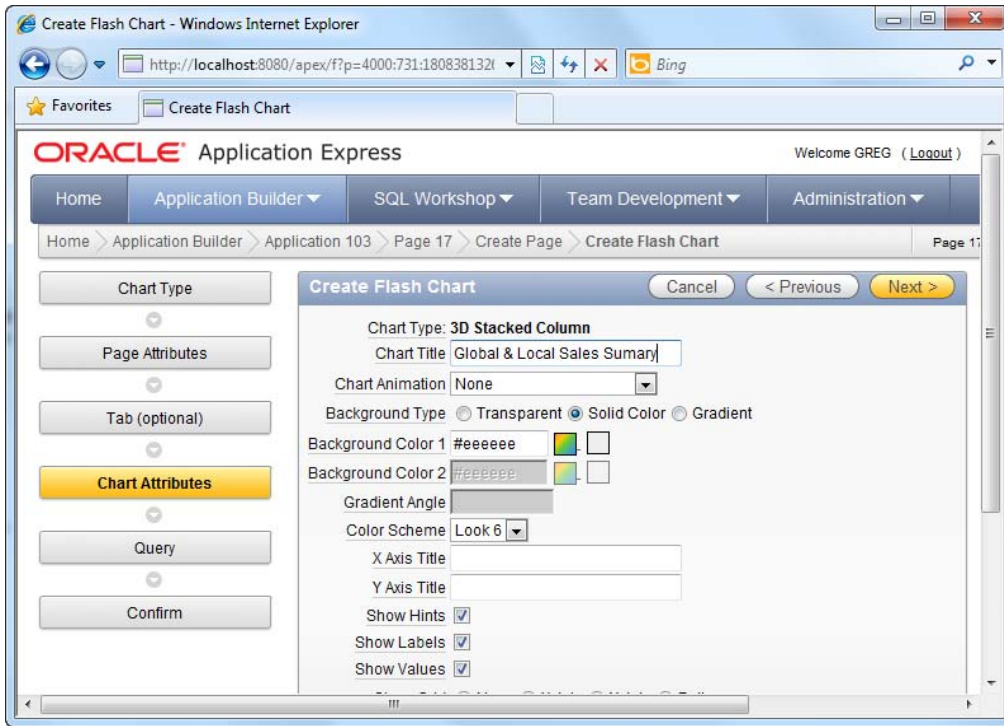 Create Flash Chart - Windows Internet Explorer
http://localhost:8080/apex/f?p=4000:731:180838132
Bing
Favorites
Create Flash Chart
ORACLE Application Express
Welcome GREG ( Logout )
Home
Application Builder
SQL Workshop
Team Development
Administration
Home
Application Builder
Application 103
Page 17
Create Page
Create Flash Chart
Page 17
Chart Type
Page Attributes
Tab (optional)
Chart Attributes
Query
Confirm
Create Flash Chart
Cancel
< Previous
Next >
Chart Type: 3D Stacked Column
Chart Title Global & Local Sales Sumary
Chart Animation None
Background Type Transparent Solid Color Gradient
Background Color 1 #eeeeee
Background Color 2 #eeeeee
Gradient Angle
Color Scheme Look 6
X Axis Title
Y Axis Title
Show Hints
Show Labels
Show Values